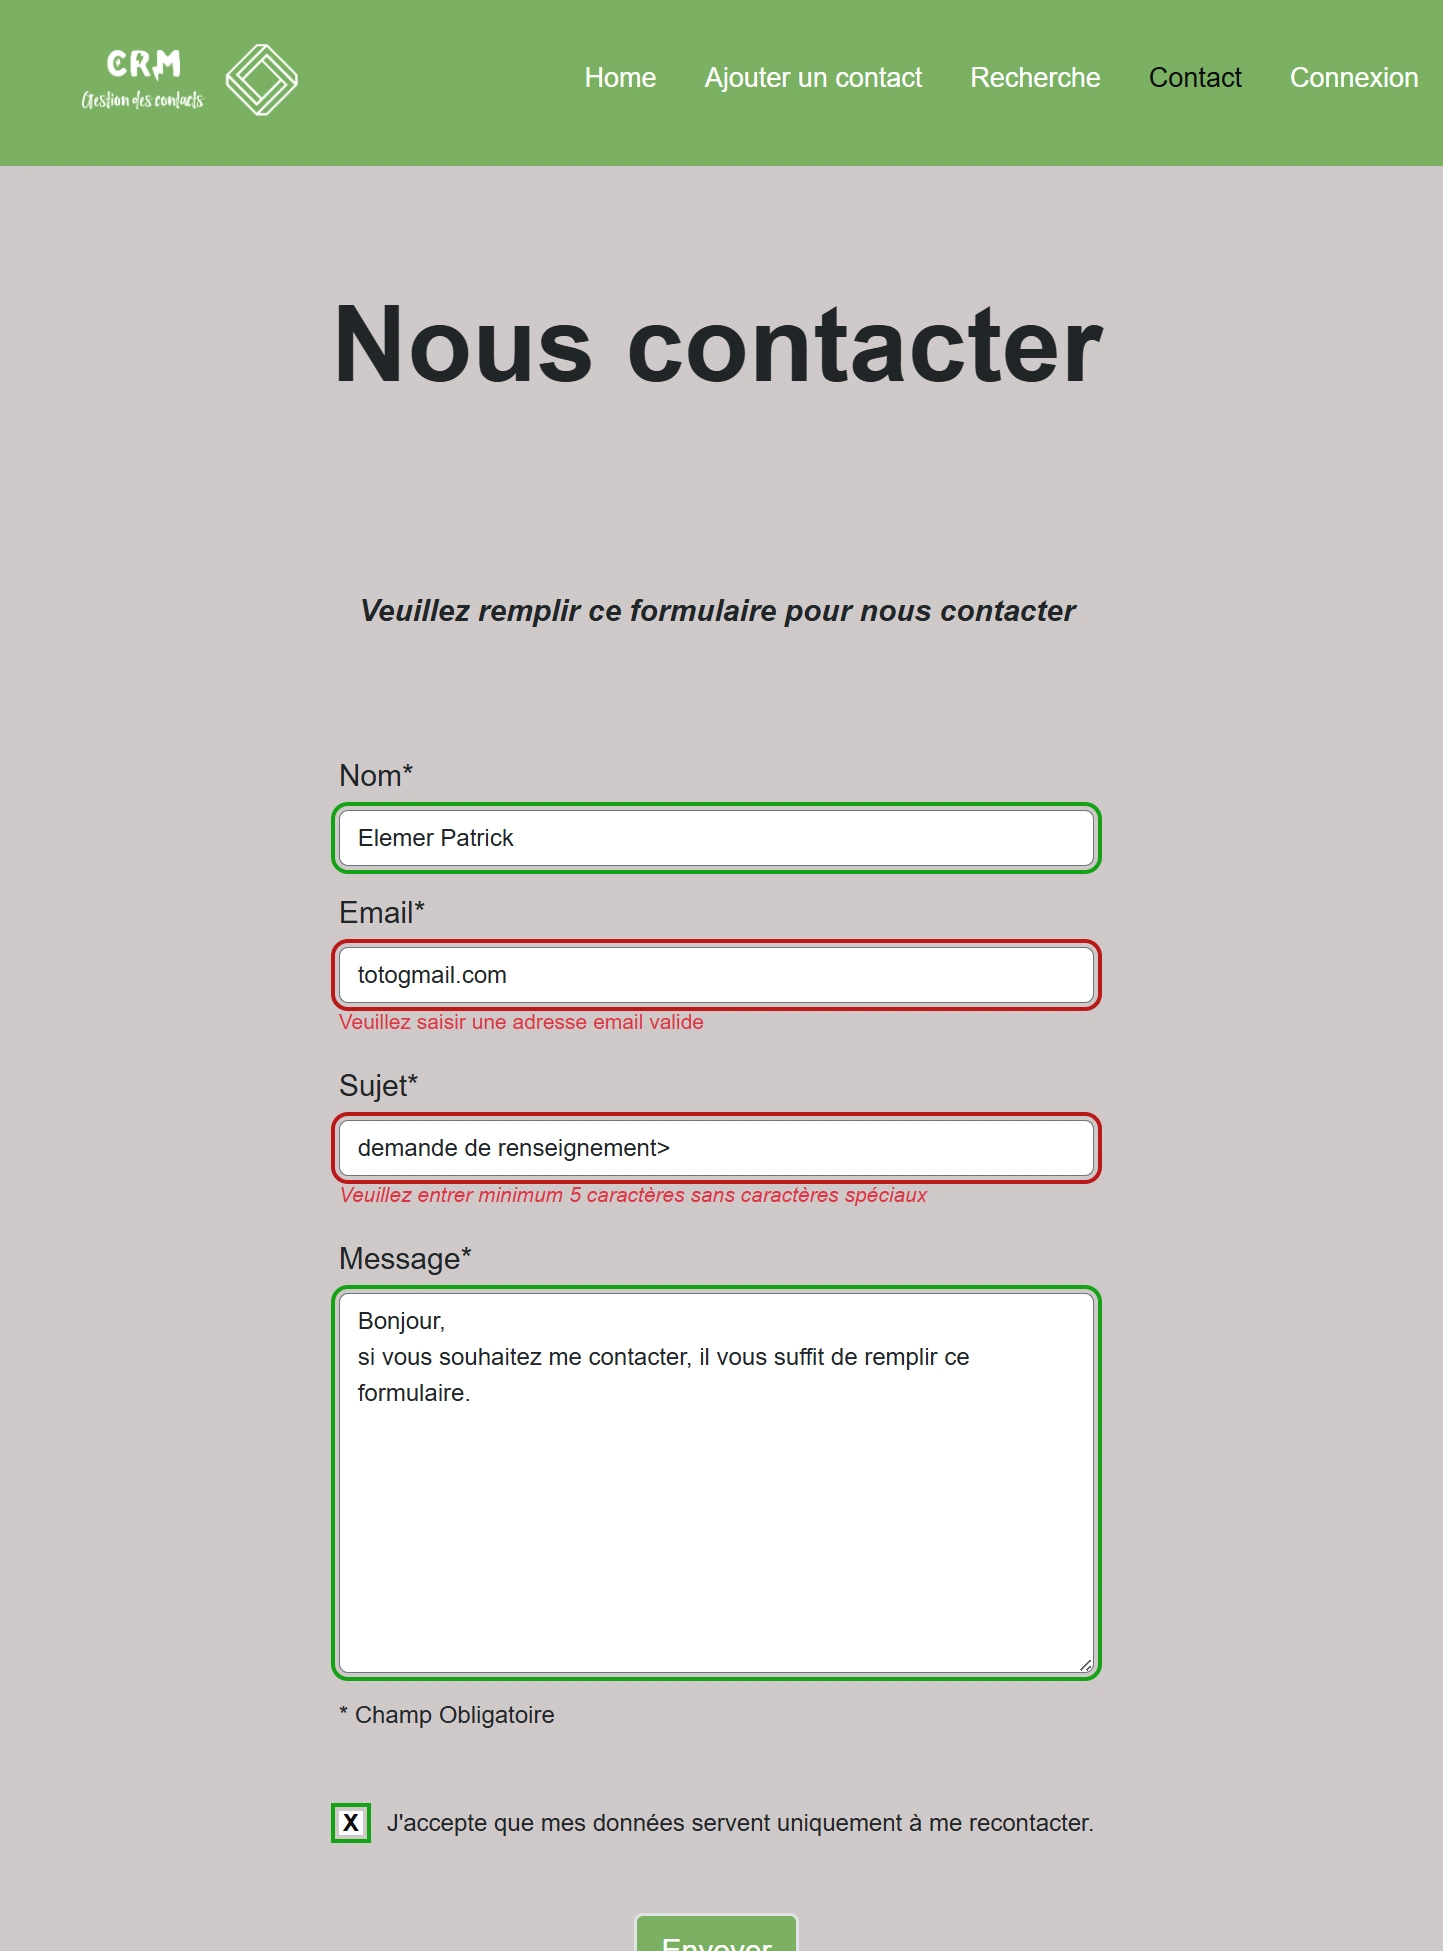 CRM
Gestion des contacts
Home Ajouter un contact Recherche Contact Connexion
Nous contacter
Veuillez remplir ce formulaire pour nous contacter
Nom*
Elemer Patrick
Email*
totogmail.com
Veuillez saisir une adresse email valide
Sujet*
demande de renseignement>
Veuillez entrer minimum 5 caractères sans caractères spéciaux
Message*
Bonjour,
si vous souhaitez me contacter, il vous suffit de remplir ce
formulaire.
* Champ Obligatoire
X J'accepte que mes données servent uniquement à me recontacter.
Envoyer